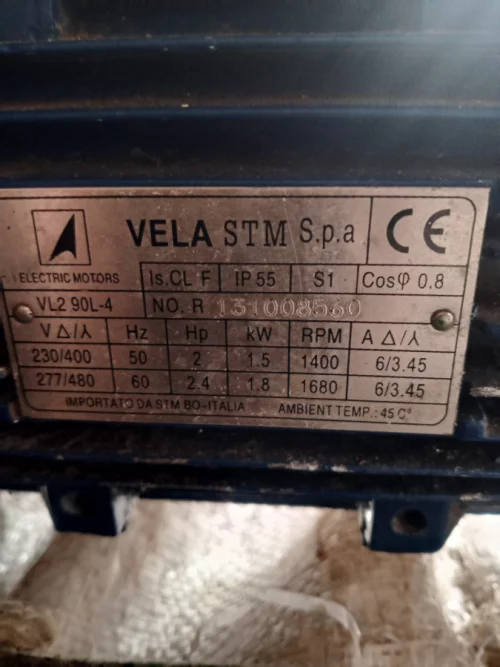 VELA STM S.p.a CE
ELECTRIC MOTORS Is.CL F IP 55 S1 Cosφ 0.8
VL2 90L-4 NO. R 131008560
V Δ/⅄ Hz Hp kW RPM A Δ/⅄
230/400 50 2 1.5 1400 6/3.45
277/480 60 2.4 1.8 1680 6/3.45
IMPORTATO DA STM BO-ITALIA AMBIENT TEMP.: 45 C°